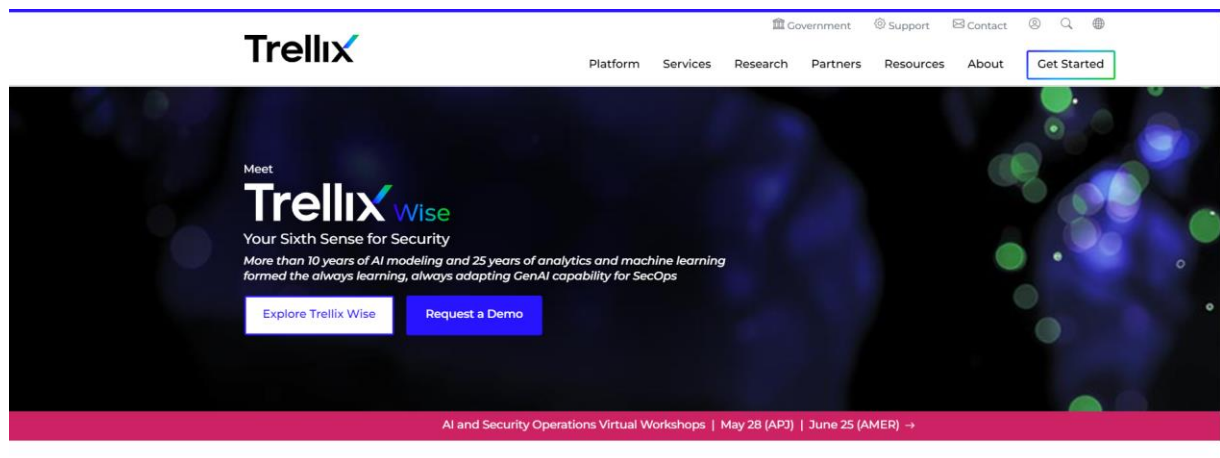 Government Support Contact
Trellix
Platform Services Research Partners Resources About Get Started
Meet
Trellix Wise
Your Sixth Sense for Security
More than 10 years of AI modeling and 25 years of analytics and machine learning
formed the always learning, always adapting GenAI capability for SecOps
Explore Trellix Wise Request a Demo
AI and Security Operations Virtual Workshops | May 28 (APJ) | June 25 (AMER) →